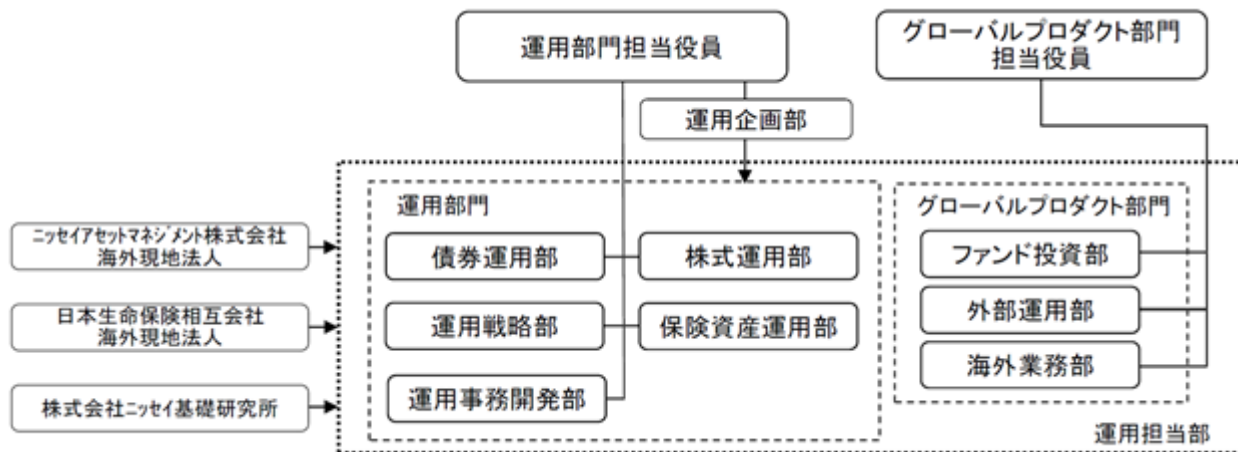 運用部門担当役員
グローバルプロダクト部門
担当役員
運用企画部
運用部門
グローバルプロダクト部門
ニッセイアセットマネジメント株式会社
海外現地法人
債券運用部
株式運用部
ファンド投資部
日本生命保険相互会社
海外現地法人
運用戦略部
保険資産運用部
外部運用部
海外業務部
株式会社ニッセイ基礎研究所
運用事務開発部
運用担当部